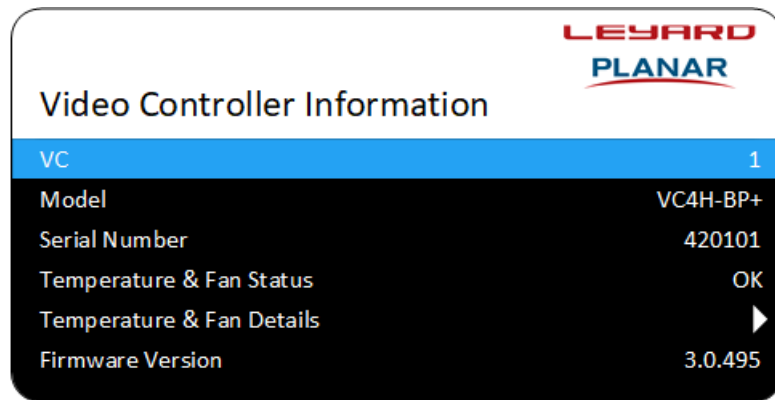 LEYARD
PLANAR
Video Controller Information
VC 1
Model VC4H-BP+
Serial Number 420101
Temperature & Fan Status OK
Temperature & Fan Details
Firmware Version 3.0.495